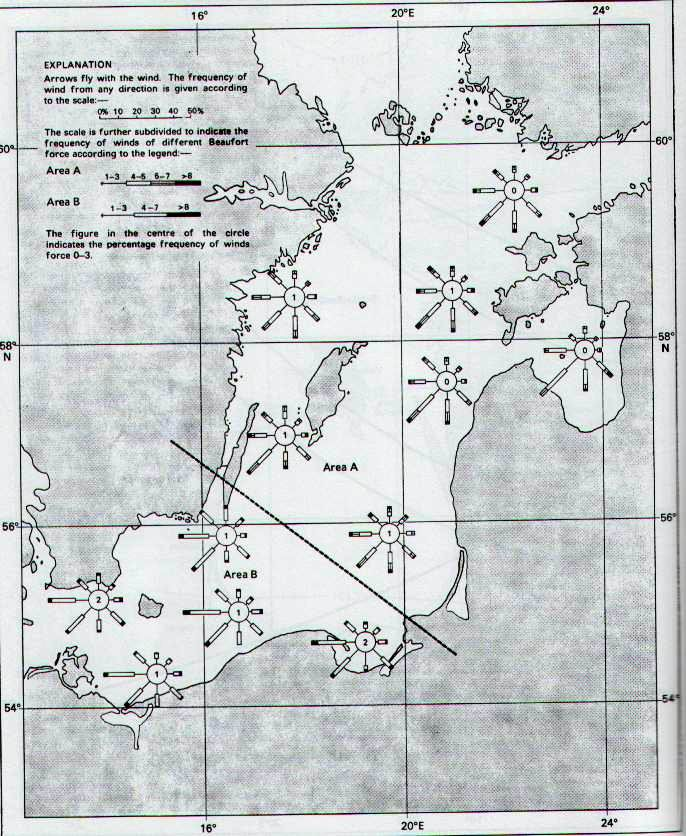 16° 20°E 24°
EXPLANATION
Arrows fly with the wind. The frequency of
wind from any direction is given according
to the scale:—
0% 10 20 30 40 50%
The scale is further subdivided to indicate the
frequency of winds of different Beaufort
force according to the legend:—
Area A
1–3 4–5 5–7 >8
Area B
1–3 4–7 >8
The figure in the centre of the circle
indicates the percentage frequency of winds
force 0–3.
60° 60°
0
1 1
58° 58°
N N
0
0
1
Area A
56° 56°
1 1
Area B
2 1
2
1
54° 54°
16° 20°E 24°